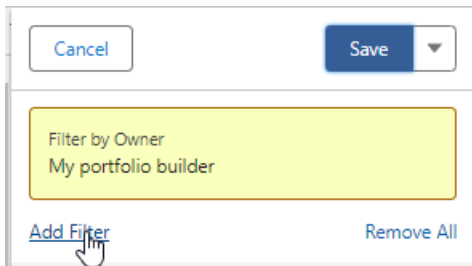 Cancel
Save
Filter by Owner
My portfolio builder
Add Filter
Remove All